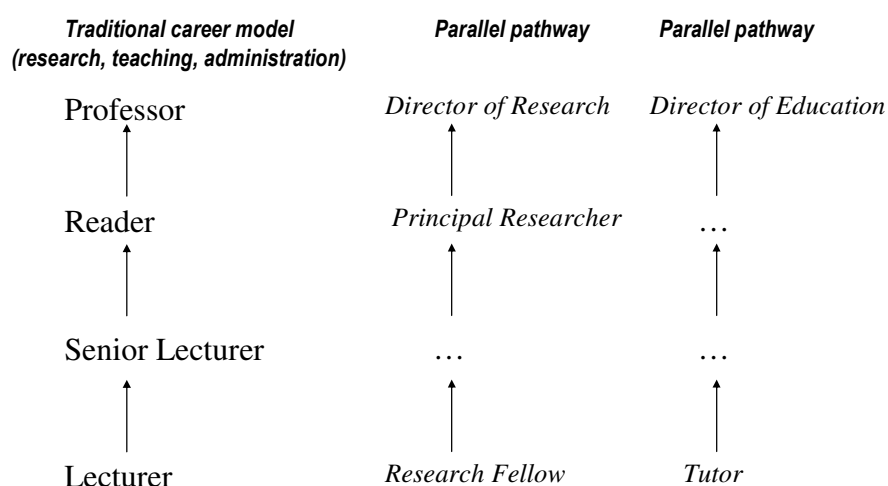 Traditional career model
(research, teaching, administration)
Parallel pathway
Parallel pathway
Professor
Director of Research
Director of Education
Reader
Principal Researcher
…
Senior Lecturer
…
…
Lecturer
Research Fellow
Tutor